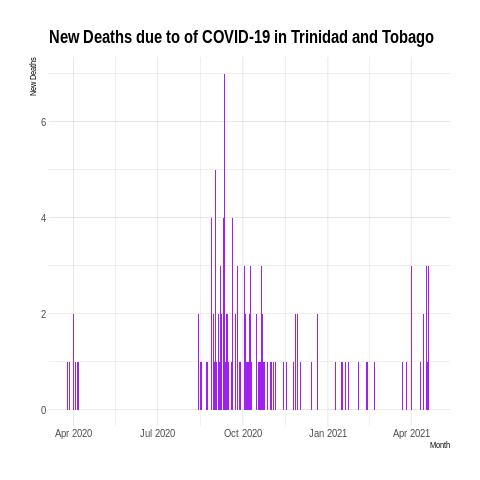 New Deaths due to of COVID-19 in Trinidad and Tobago
New Deaths
6
4
2
0
Apr 2020 Jul 2020 Oct 2020 Jan 2021 Apr 2021
Month